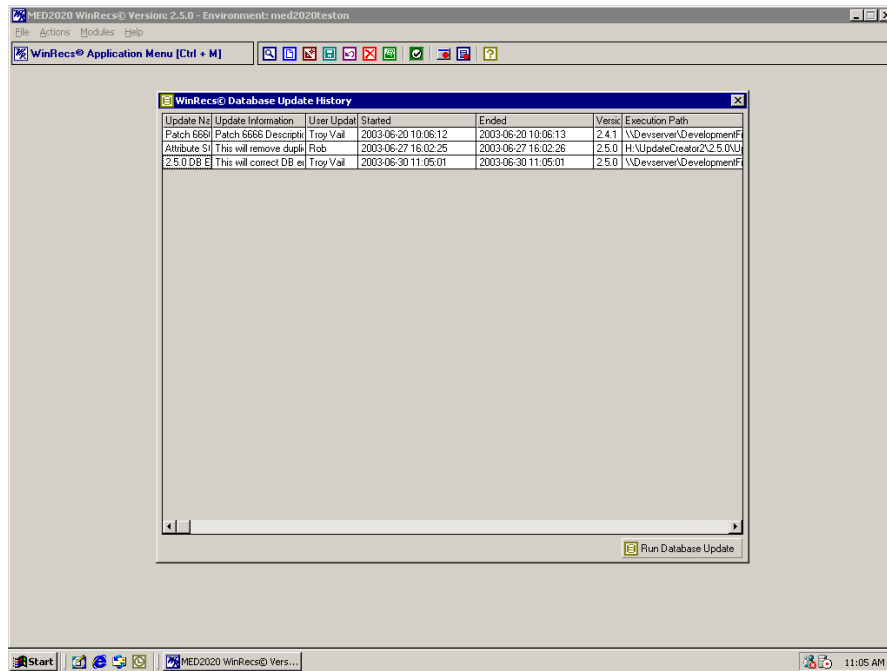 MED2020 WinRecs© Version: 2.5.0 - Environment: med2020teston
File Actions Modules Help
WinRecs© Application Menu [Ctrl + M]
WinRecs© Database Update History
Update Na Update Information User Updat Started Ended Versic Execution Path
Patch 666 Patch 6666 Descriptic Troy Vail 2003-06-20 10:06:12 2003-06-20 10:06:13 2.4.1 \\Devserver\DevelopmentFi
Attribute St This will remove dupli Rob 2003-06-27 16:02:25 2003-06-27 16:02:26 2.5.0 H:\UpdateCreator2\2.5.0\Up
2.5.0 DB E This will correct DB er Troy Vail 2003-06-30 11:05:01 2003-06-30 11:05:01 2.5.0 \\Devserver\DevelopmentFi
Run Database Update
Start MED2020 WinRecs© Vers... 11:05 AM